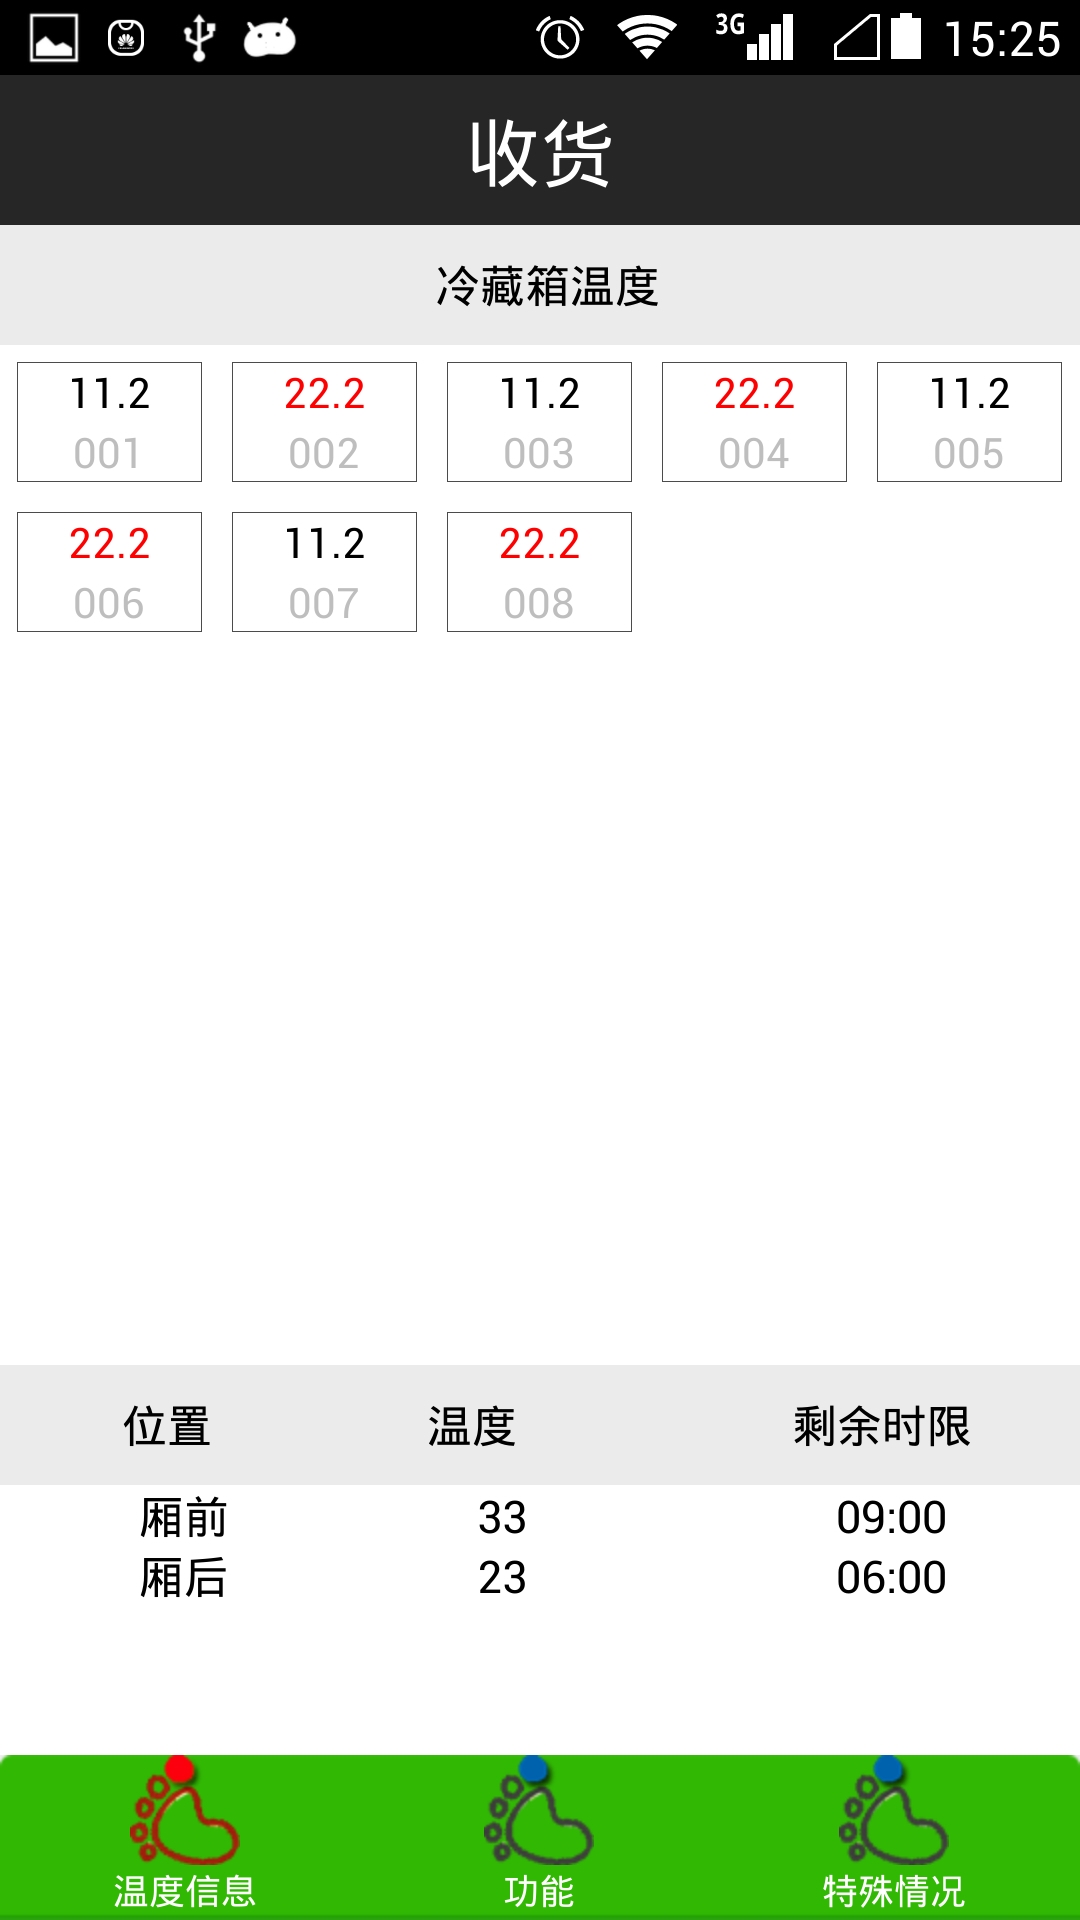 3G 15:25
收货
冷藏箱温度
11.2 22.2 11.2 22.2 11.2
001 002 003 004 005
22.2 11.2 22.2
006 007 008
位置 温度 剩余时限
厢前 33 09:00
厢后 23 06:00
温度信息 功能 特殊情况